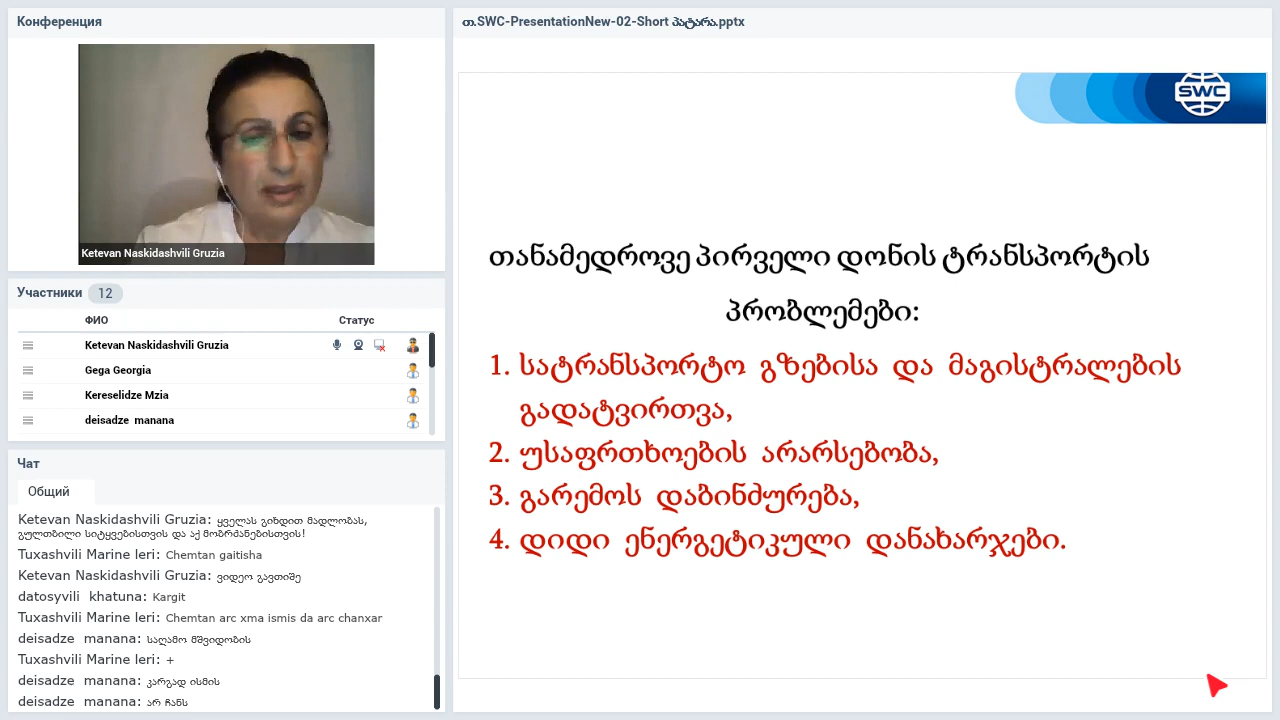 Конференция
Ketevan Naskidashvili Gruzia
Участники 12
ФИО Статус
Ketevan Naskidashvili Gruzia
Gega Georgia
Kereselidze Mzia
deisadze manana
Чат
Общий
Ketevan Naskidashvili Gruzia: ყველას გიხდით მადლობას,
გულთბილი სიტყვებისთვის და აქ მობრძანებისთვის!
Tuxashvili Marine leri: Chemtan gaitisha
Ketevan Naskidashvili Gruzia: ვიდეო გავთიშე
datosyvili khatuna: Kargit
Tuxashvili Marine leri: Chemtan arc xma ismis da arc chanxar
deisadze manana: საღამო მშვიდობის
Tuxashvili Marine leri: +
deisadze manana: კარგად ისმის
deisadze manana: არ ჩანს
თ.SWC-PresentationNew-02-Short პატარა.pptx
SWC
თანამედროვე პირველი დონის ტრანსპორტის
პრობლემები:
1. სატრანსპორტო გზებისა და მაგისტრალების
გადატვირთვა,
2. უსაფრთხოების არარსებობა,
3. გარემოს დაბინძურება,
4. დიდი ენერგეტიკული დანახარჯები.